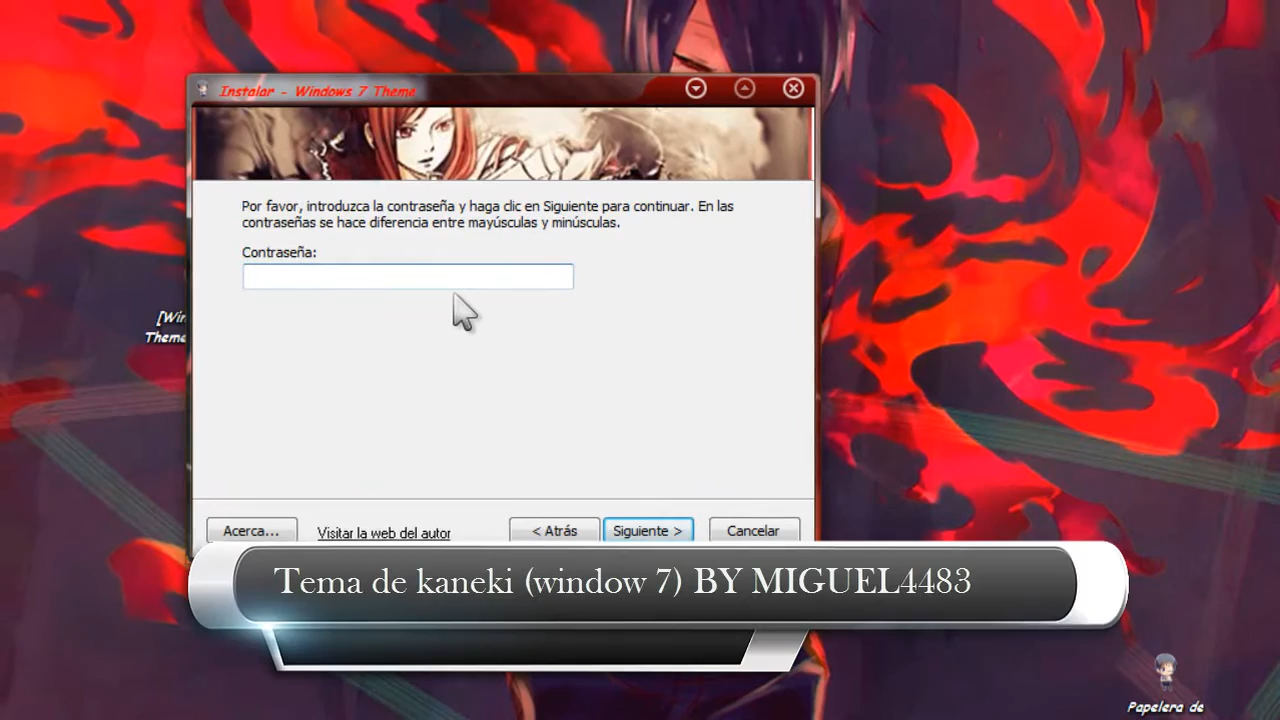 Instalar - Windows 7 Theme
Por favor, introduzca la contraseña y haga clic en Siguiente para continuar. En las
contraseñas se hace diferencia entre mayúsculas y minúsculas.
Contraseña:
[Win
Theme
Acerca...
Visitar la web del autor
< Atrás
Siguiente >
Cancelar
Tema de kaneki (window 7) BY MIGUEL4483
Papelera de